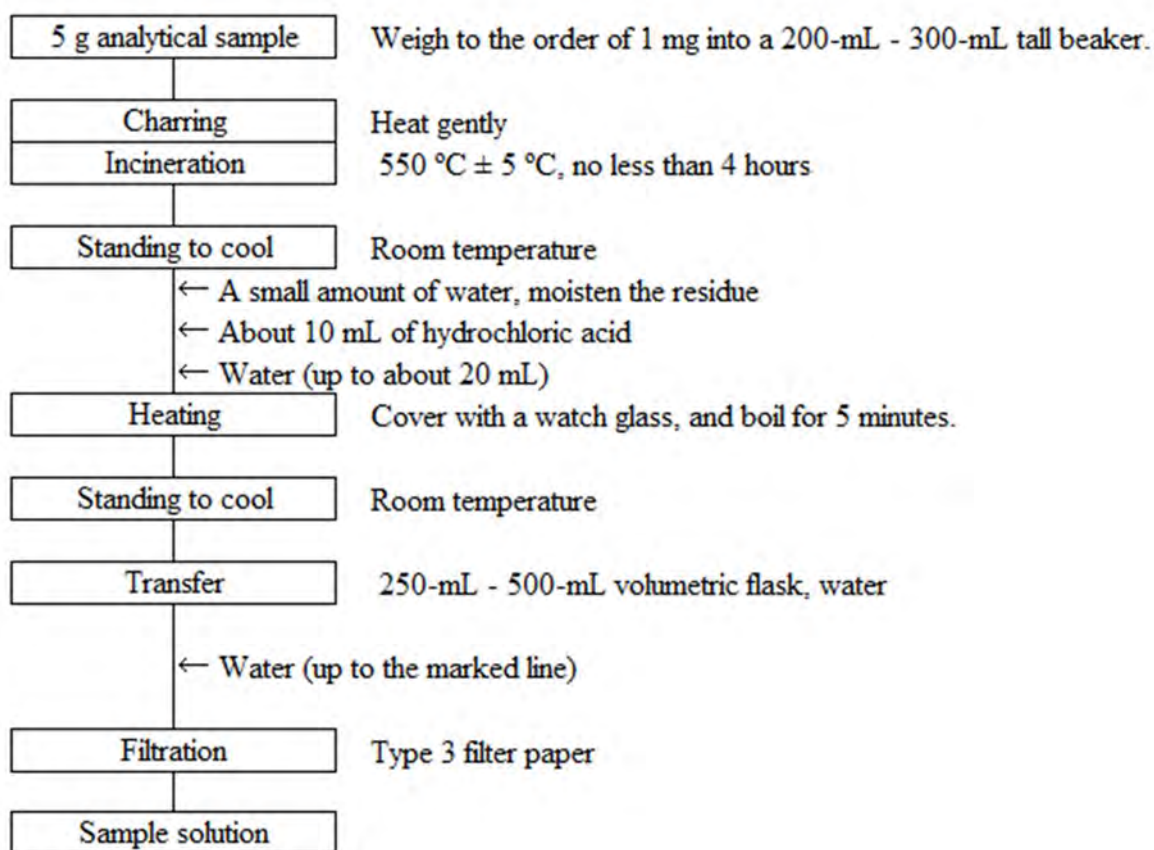 5 g analytical sample Weigh to the order of 1 mg into a 200-mL - 300-mL tall beaker.
Charring Heat gently
Incineration 550 ºC ± 5 ºC, no less than 4 hours
Standing to cool Room temperature
← A small amount of water, moisten the residue
← About 10 mL of hydrochloric acid
← Water (up to about 20 mL)
Heating Cover with a watch glass, and boil for 5 minutes.
Standing to cool Room temperature
Transfer 250-mL - 500-mL volumetric flask, water
← Water (up to the marked line)
Filtration Type 3 filter paper
Sample solution